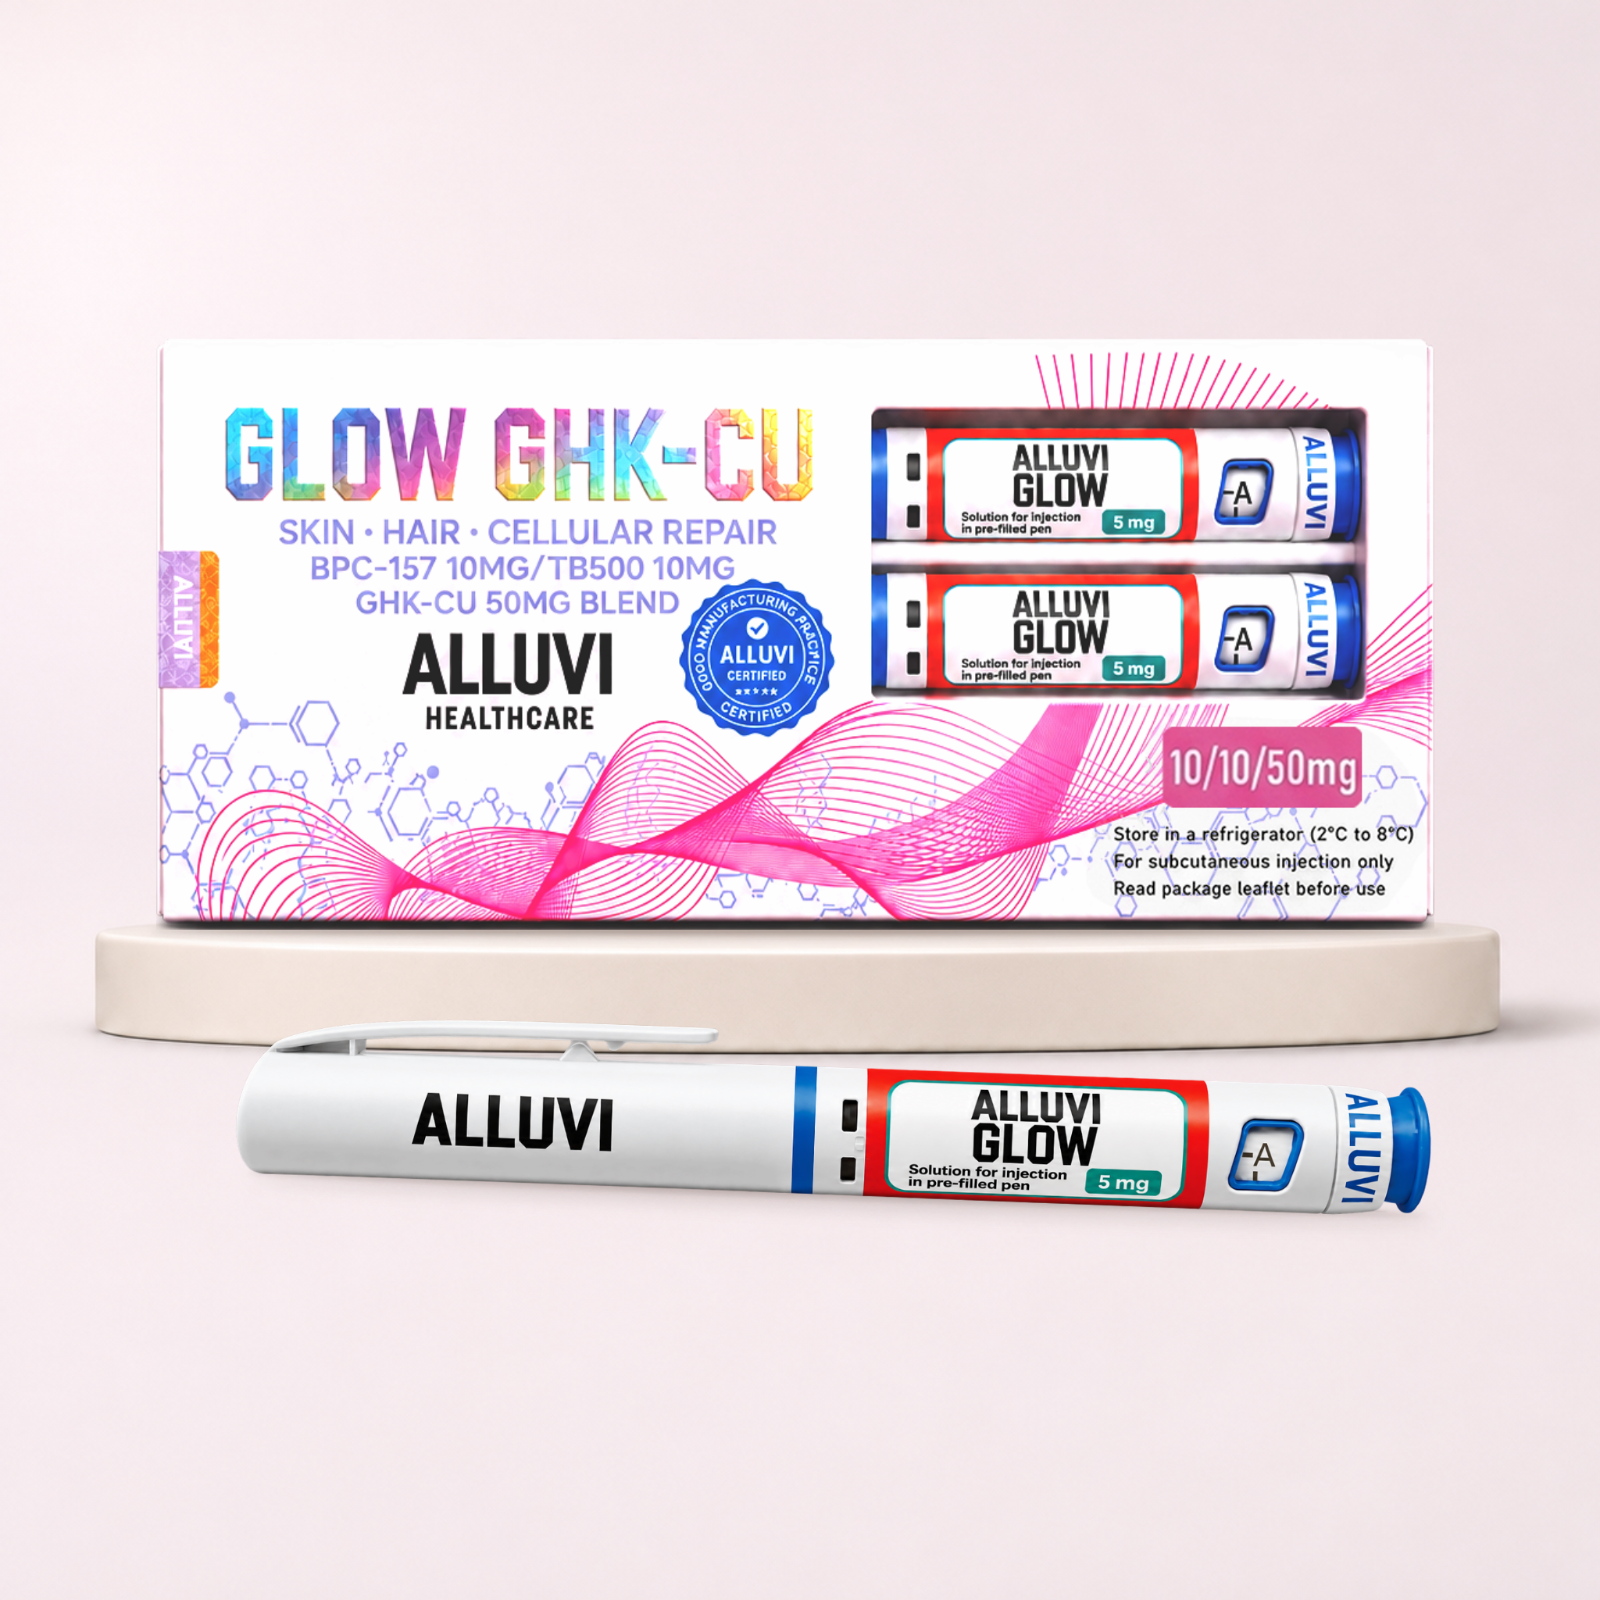 GLOW GHK-CU
SKIN • HAIR • CELLULAR REPAIR
BPC-157 10MG/TB500 10MG
GHK-CU 50MG BLEND
ALLUVI
HEALTHCARE
ALLUVI
ALLUVI
CERTIFIED
CERTIFIED
ALLUVI
GLOW
Solution for injection
in pre-filled pen
5 mg
A
ALLUVI
ALLUVI
GLOW
Solution for injection
in pre-filled pen
5 mg
A
ALLUVI
10/10/50mg
Store in a refrigerator (2°C to 8°C)
For subcutaneous injection only
Read package leaflet before use
ALLUVI
ALLUVI
GLOW
Solution for injection
in pre-filled pen
5 mg
A
ALLUVI